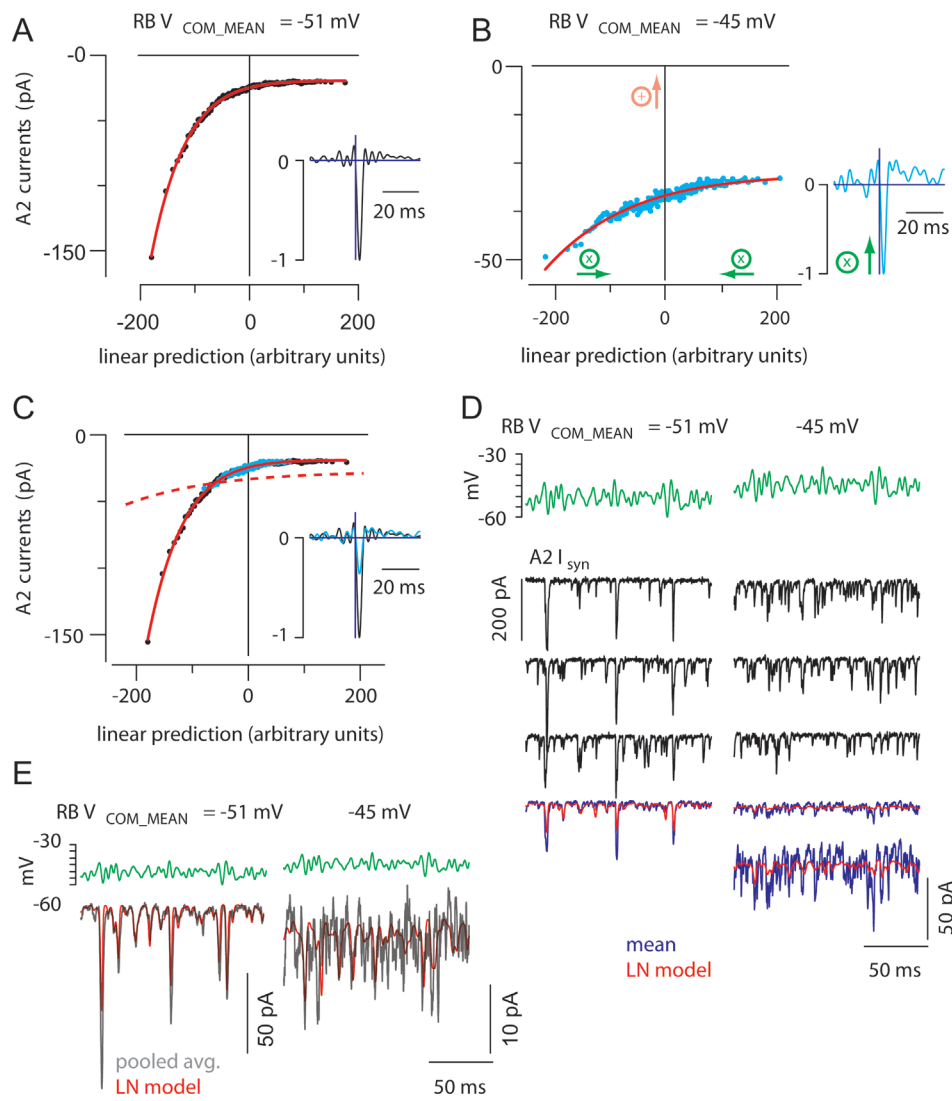 A
RB V COM_MEAN = -51 mV
-0
-150
A2 currents (pA)
-200
0
200
linear prediction (arbitrary units)
0
-1
20 ms
B
RB V COM_MEAN = -45 mV
0
-50
+
x
x
-200
0
200
linear prediction (arbitrary units)
0
-1
x
20 ms
C
0
-150
A2 currents (pA)
-200
0
200
linear prediction (arbitrary units)
0
-1
20 ms
D
RB V COM_MEAN = -51 mV
-45 mV
-30
mV
-60
A2 I syn
200 pA
mean
LN model
50 pA
50 ms
E
RB V COM_MEAN = -51 mV
-45 mV
-30
mV
-60
50 pA
10 pA
pooled avg.
LN model
50 ms